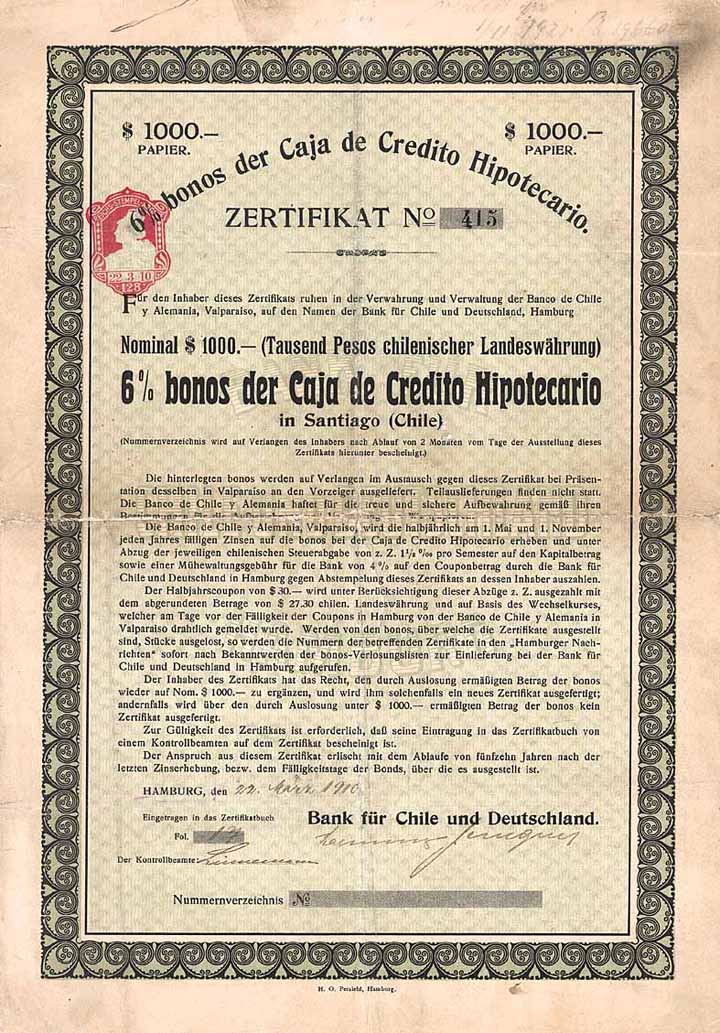 $ 1000.—
PAPIER.
$ 1000.—
PAPIER.
6% bonos der Caja de Credito Hipotecario.
ZERTIFIKAT No 415
REICHS-STEMPEL
22.3.10
128
Für den Inhaber dieses Zertifikats ruhen in der Verwahrung und Verwaltung der Banco de Chile
y Alemania, Valparaiso, auf den Namen der Bank für Chile und Deutschland, Hamburg
Nominal $ 1000.— (Tausend Pesos chilenischer Landeswährung)
6% bonos der Caja de Credito Hipotecario
in Santiago (Chile)
(Nummernverzeichnis wird auf Verlangen des Inhabers nach Ablauf von 2 Monaten vom Tage der Ausstellung dieses
Zertifikats hierunter bescheinigt.)
Die hinterlegten bonos werden auf Verlangen im Austausch gegen dieses Zertifikat bei Präsen-
tation desselben in Valparaiso an den Vorzeiger ausgeliefert. Teilauslieferungen finden nicht statt.
Die Banco de Chile y Alemania haftet für die treue und sichere Aufbewahrung gemäß ihren
Die Banco de Chile y Alemania, Valparaiso, wird die halbjährlich am 1. Mai und 1. November
jeden Jahres fälligen Zinsen auf die bonos bei der Caja de Credito Hipotecario erheben und unter
Abzug der jeweiligen chilenischen Steuerabgabe von z. Z. 1½ ‰ pro Semester auf den Kapitalbetrag
sowie einer Mühewaltungsgebühr für die Bank von 4% auf den Couponbetrag durch die Bank für
Chile und Deutschland in Hamburg gegen Abstempelung dieses Zertifikats an dessen Inhaber auszahlen.
Der Halbjahrscoupon von $ 30.— wird unter Berücksichtigung dieser Abzüge z. Z. ausgezahlt mit
dem abgerundeten Betrage von $ 27.30 chilen. Landeswährung und auf Basis des Wechselkurses,
welcher am Tage vor der Fälligkeit der Coupons in Hamburg von der Banco de Chile y Alemania in
Valparaiso drahtlich gemeldet wurde. Werden von den bonos, über welche die Zertifikate ausgestellt
sind, Stücke ausgelost, so werden die Nummern der betreffenden Zertifikate in den „Hamburger Nach-
richten“ sofort nach Bekanntwerden der bonos-Verlosungslisten zur Einlieferung bei der Bank für
Chile und Deutschland in Hamburg aufgerufen.
Der Inhaber des Zertifikats hat das Recht, den durch Auslosung ermäßigten Betrag der bonos
wieder auf Nom. $ 1000.— zu ergänzen, und wird ihm solchenfalls ein neues Zertifikat ausgefertigt;
andernfalls wird über den durch Auslosung unter $ 1000.— ermäßigten Betrag der bonos kein
Zertifikat ausgefertigt.
Zur Gültigkeit des Zertifikats ist erforderlich, daß seine Eintragung in das Zertifikatbuch von
einem Kontrollbeamten auf dem Zertifikat bescheinigt ist.
Der Anspruch aus diesem Zertifikat erlischt mit dem Ablaufe von fünfzehn Jahren nach der
letzten Zinserhebung, bezw. dem Fälligkeitstage der Bonds, über die es ausgestellt ist.
HAMBURG, den 22. März 1910
Eingetragen in das Zertifikatbuch
Bank für Chile und Deutschland.
Fol.
Der Kontrollbeamte:
Nummernverzeichnis No
H. O. Persiehl, Hamburg.